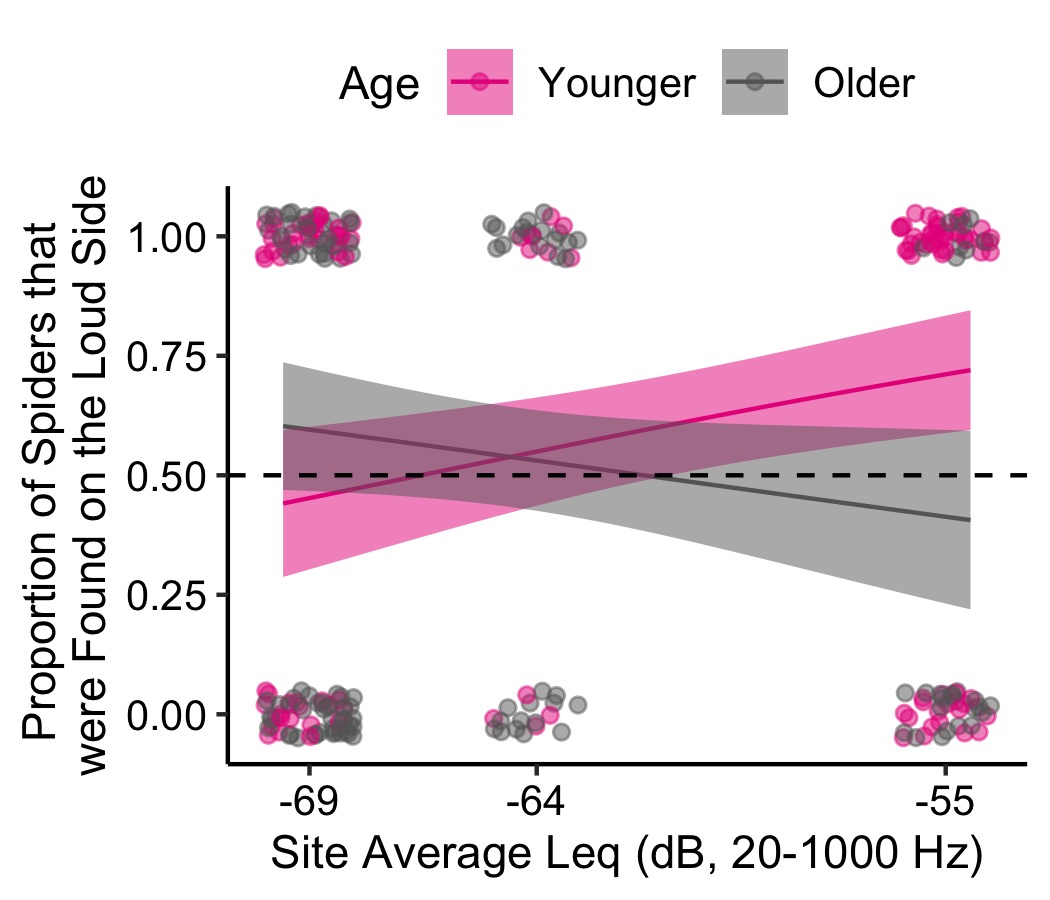 Age Younger Older
Proportion of Spiders that
were Found on the Loud Side
1.00
0.75
0.50
0.25
0.00
-69 -64 -55
Site Average Leq (dB, 20-1000 Hz)